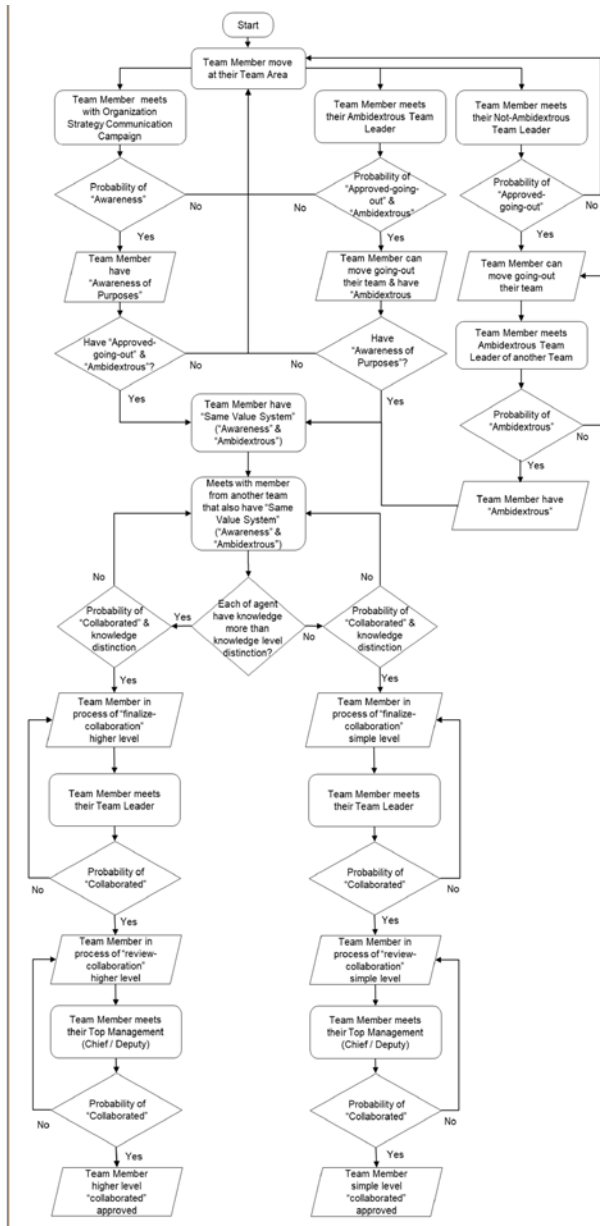 Start
Team Member move
at their Team Area
Team Member meets
with Organization
Strategy Communication
Campaign
Team Member meets
their Ambidextrous Team
Leader
Team Member meets
their Not-Ambidextrous
Team Leader
Probability of
"Awareness"
No
Probability of
"Approved-going-
out" &
"Ambidextrous"
No
Probability of
"Approved-
going-out"
No
Yes
Yes
Yes
Team Member
have
"Awareness of
Purposes"
Team Member can
move going-out
their team & have
"Ambidextrous
Team Member can
move going-out
their team
Have "Approved-
going-out" &
"Ambidextrous"?
No
Have
"Awareness of
Purposes"?
No
Team Member meets
Ambidextrous Team
Leader of another Team
Yes
Yes
Team Member have
"Same Value System"
("Awareness" &
"Ambidextrous")
Probability of
"Ambidextrous"
No
Yes
Team Member have
"Ambidextrous"
Meets with member
from another team
that also have "Same
Value System"
("Awareness" &
"Ambidextrous")
No
No
Probability of
"Collaborated" &
knowledge
distinction
Yes
Each of agent
have knowledge
more than
knowledge level
distinction?
No
Probability of
"Collaborated" &
knowledge
distinction
Yes
Yes
Team Member in
process of "finalize-
collaboration"
higher level
Team Member in
process of "finalize-
collaboration"
simple level
Team Member meets
their Team Leader
Team Member meets
their Team Leader
Probability of
"Collaborated"
No
Probability of
"Collaborated"
No
Yes
Yes
Team Member in
process of "review-
collaboration"
higher level
Team Member in
process of "review-
collaboration"
simple level
Team Member meets
their Top Management
(Chief / Deputy)
Team Member meets
their Top Management
(Chief / Deputy)
Probability of
"Collaborated"
No
Probability of
"Collaborated"
No
Yes
Yes
Team Member
higher level
"collaborated"
approved
Team Member
simple level
"collaborated"
approved